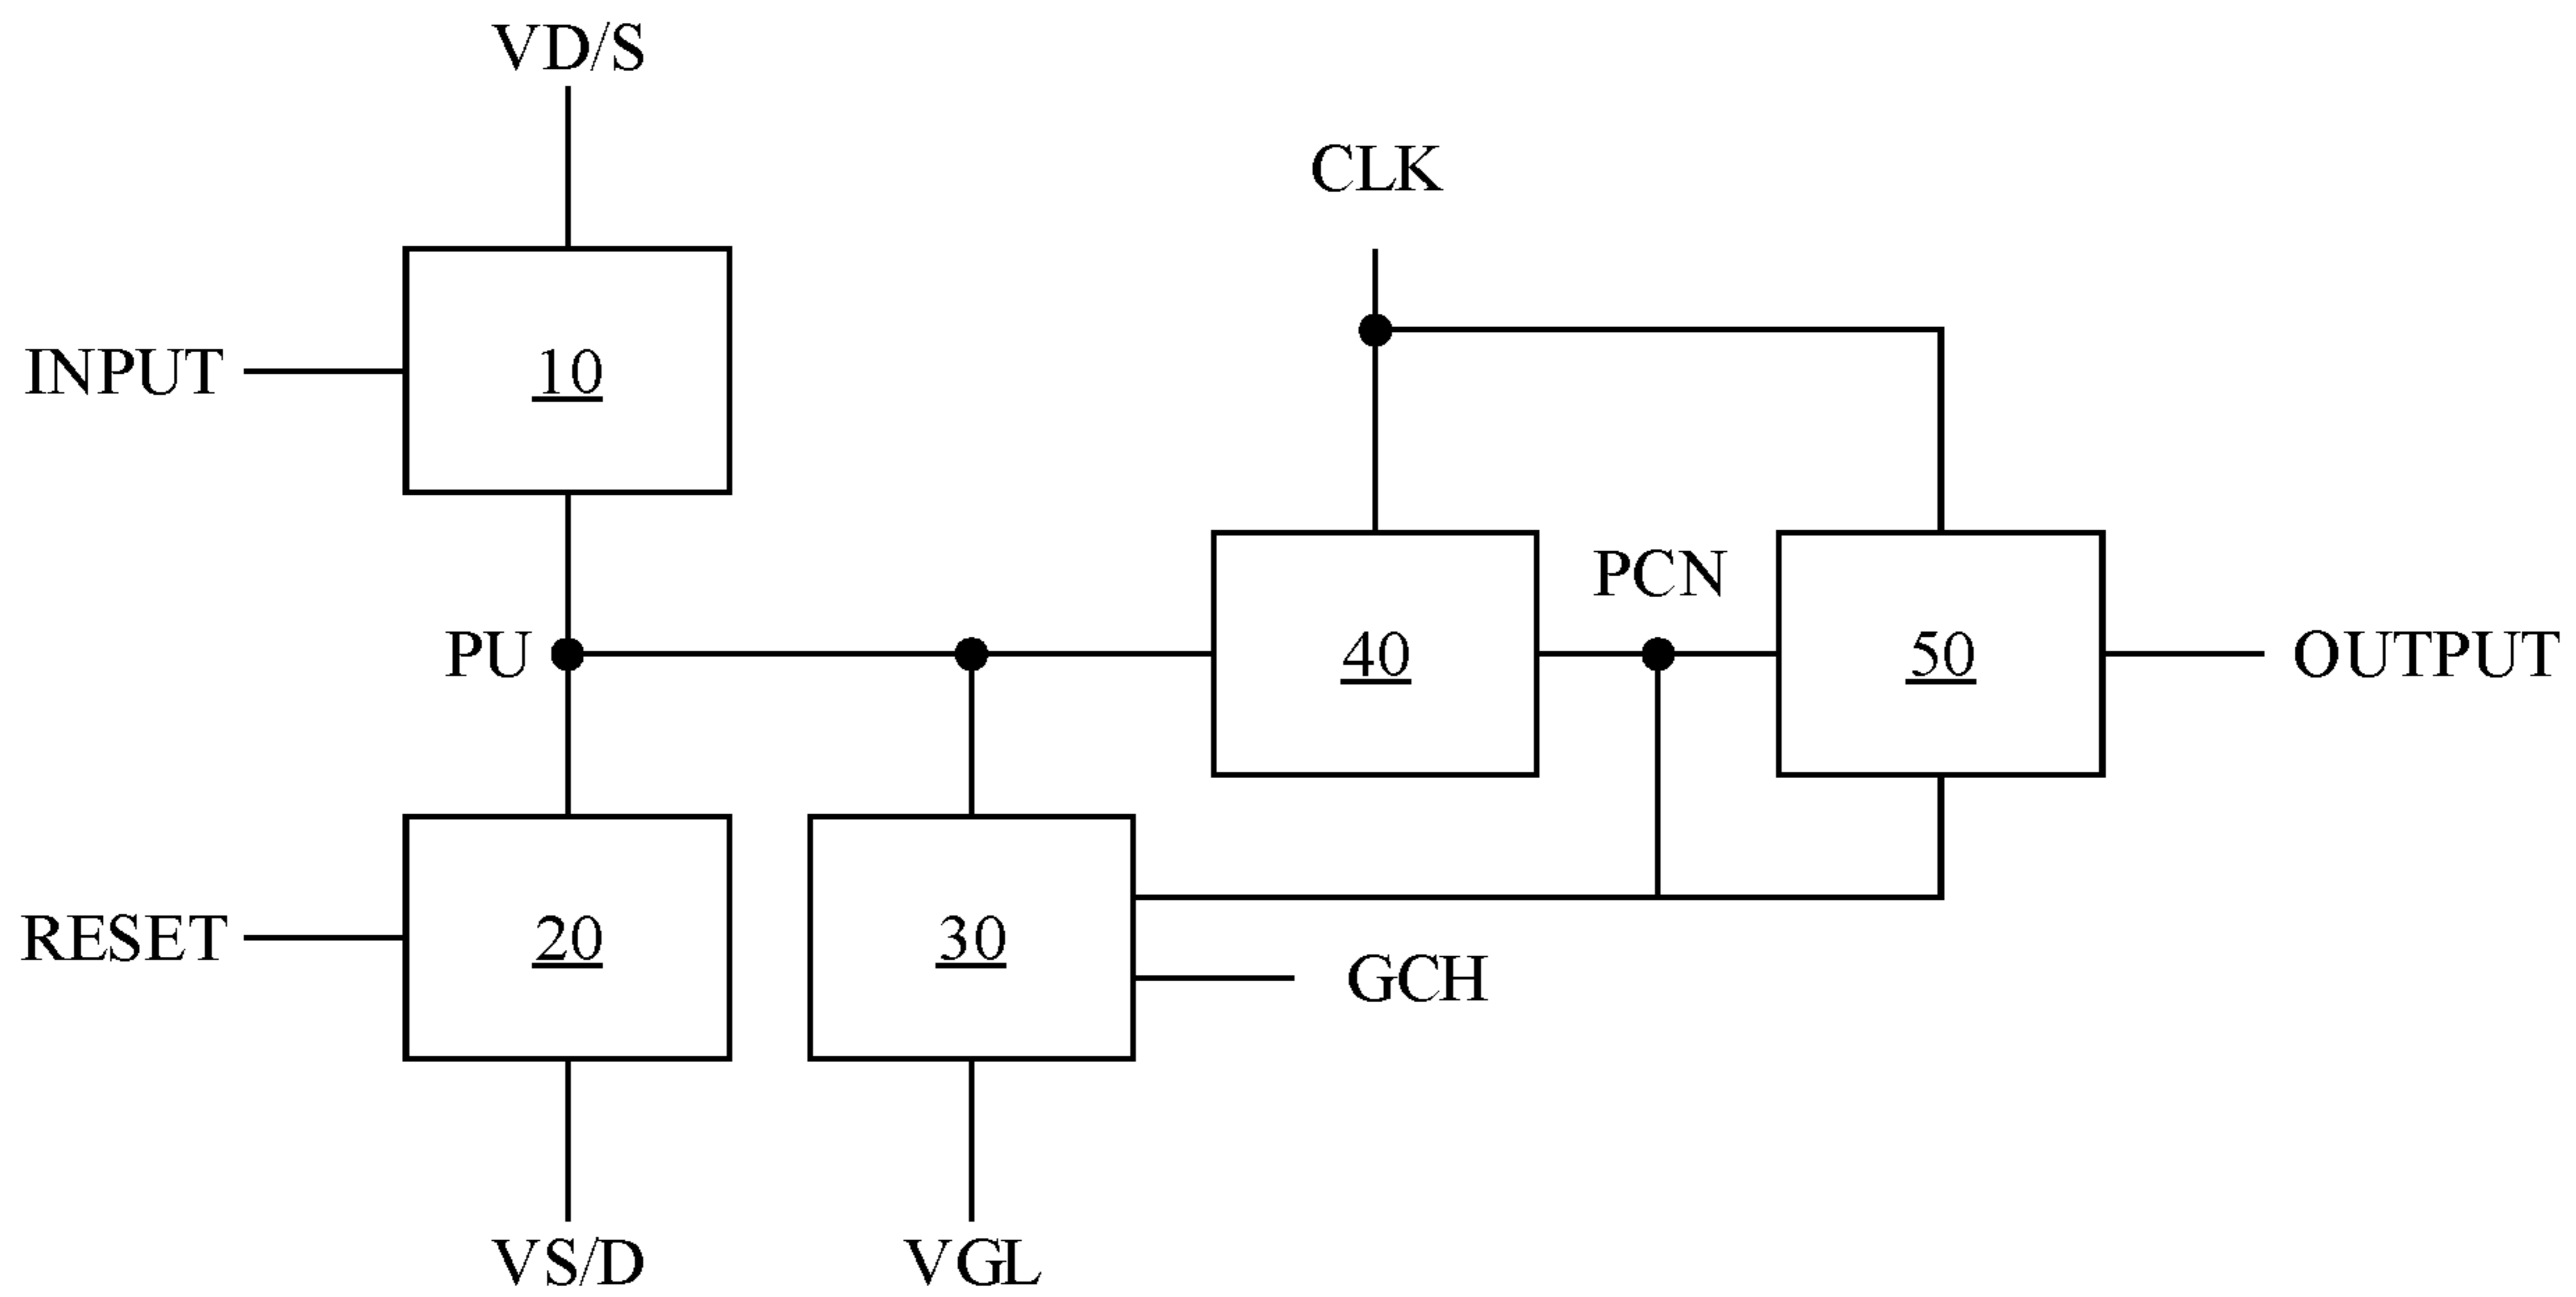 VD/S
CLK
INPUT
10
PCN
PU
40
50
OUTPUT
RESET
20
30
GCH
VS/D
VGL